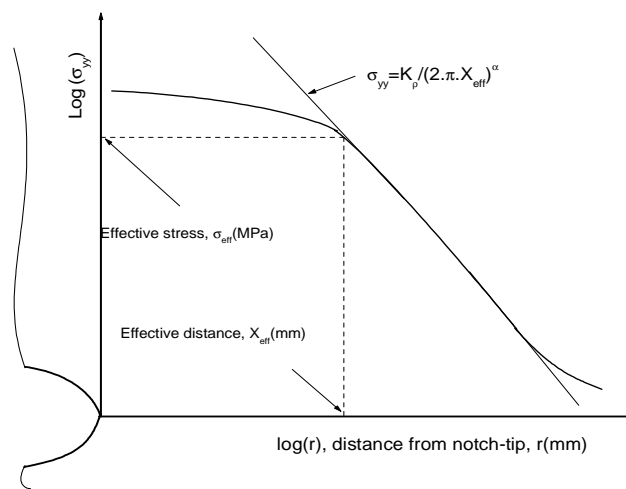 Log (σyy)
σyy=Kρ/(2.π.Xeff)α
Effective stress, σeff(MPa)
Effective distance, Xeff(mm)
log(r), distance from notch-tip, r(mm)